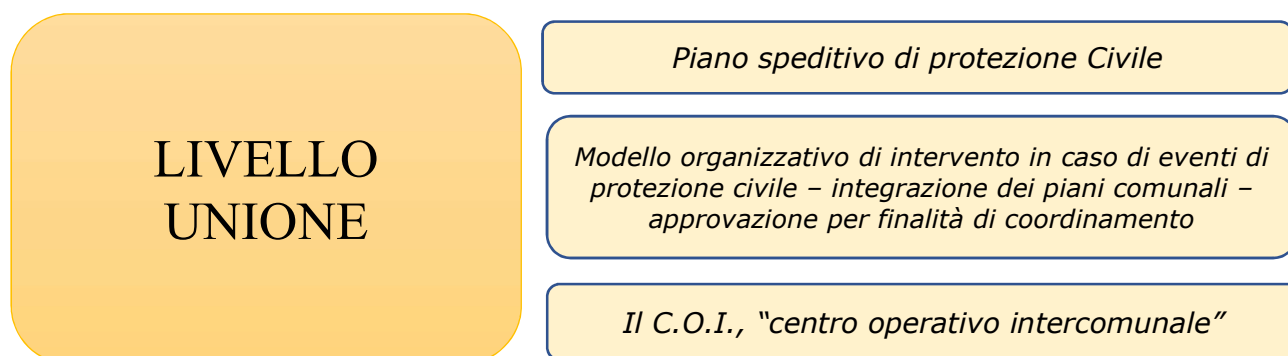 LIVELLO
UNIONE
Piano speditivo di protezione Civile
Modello organizzativo di intervento in caso di eventi di
protezione civile – integrazione dei piani comunali –
approvazione per finalità di coordinamento
Il C.O.I., “centro operativo intercomunale”